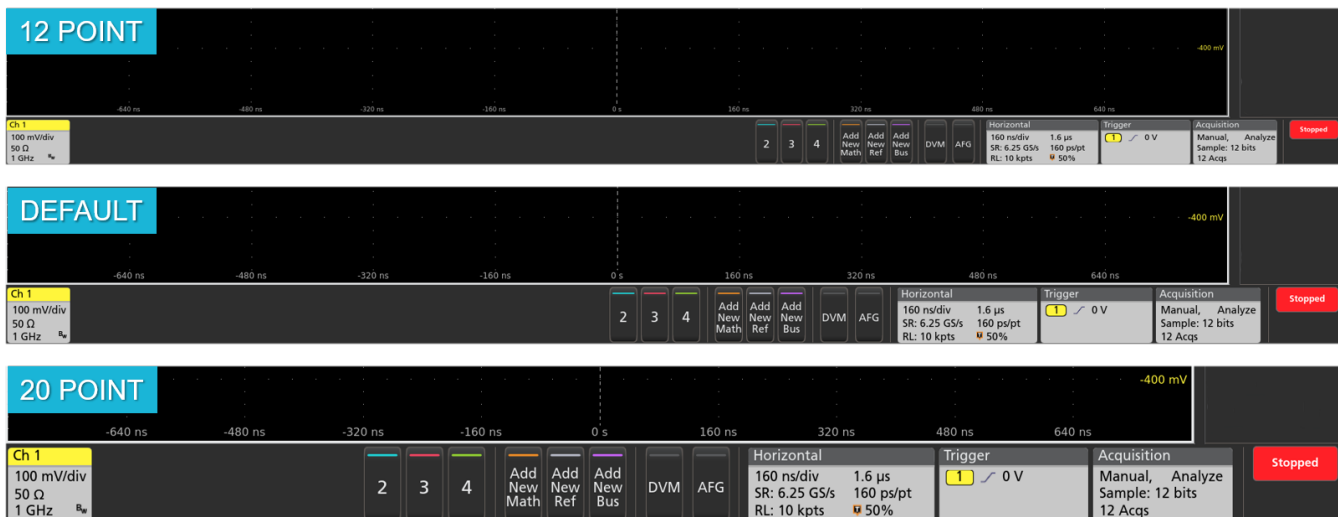 12 POINT
-400 mV
-640 ns -480 ns -320 ns -160 ns 0 s 160 ns 320 ns 480 ns 640 ns
Ch 1
100 mV/div
50 Ω
1 GHz Bw
2 3 4
Add New Math
Add New Ref
Add New Bus
DVM AFG
Horizontal
160 ns/div 1.6 µs
SR: 6.25 GS/s 160 ps/pt
RL: 10 kpts 50%
Trigger
1 0 V
Acquisition
Manual, Analyze
Sample: 12 bits
12 Acqs
Stopped
DEFAULT
-400 mV
-640 ns -480 ns -320 ns -160 ns 0 s 160 ns 320 ns 480 ns 640 ns
Ch 1
100 mV/div
50 Ω
1 GHz Bw
2 3 4
Add New Math
Add New Ref
Add New Bus
DVM AFG
Horizontal
160 ns/div 1.6 µs
SR: 6.25 GS/s 160 ps/pt
RL: 10 kpts 50%
Trigger
1 0 V
Acquisition
Manual, Analyze
Sample: 12 bits
12 Acqs
Stopped
20 POINT
-400 mV
-640 ns -480 ns -320 ns -160 ns 0 s 160 ns 320 ns 480 ns 640 ns
Ch 1
100 mV/div
50 Ω
1 GHz Bw
2 3 4
Add New Math
Add New Ref
Add New Bus
DVM AFG
Horizontal
160 ns/div 1.6 µs
SR: 6.25 GS/s 160 ps/pt
RL: 10 kpts 50%
Trigger
1 0 V
Acquisition
Manual, Analyze
Sample: 12 bits
12 Acqs
Stopped